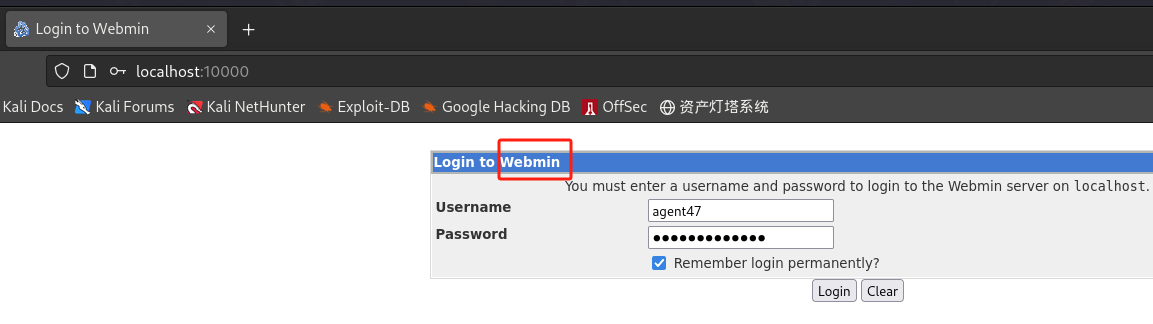 Login to Webmin
localhost:10000
Kali Docs Kali Forums Kali NetHunter Exploit-DB Google Hacking DB OffSec 资产灯塔系统
Login to Webmin
You must enter a username and password to login to the Webmin server on localhost.
Username agent47
Password
Remember login permanently?
Login Clear